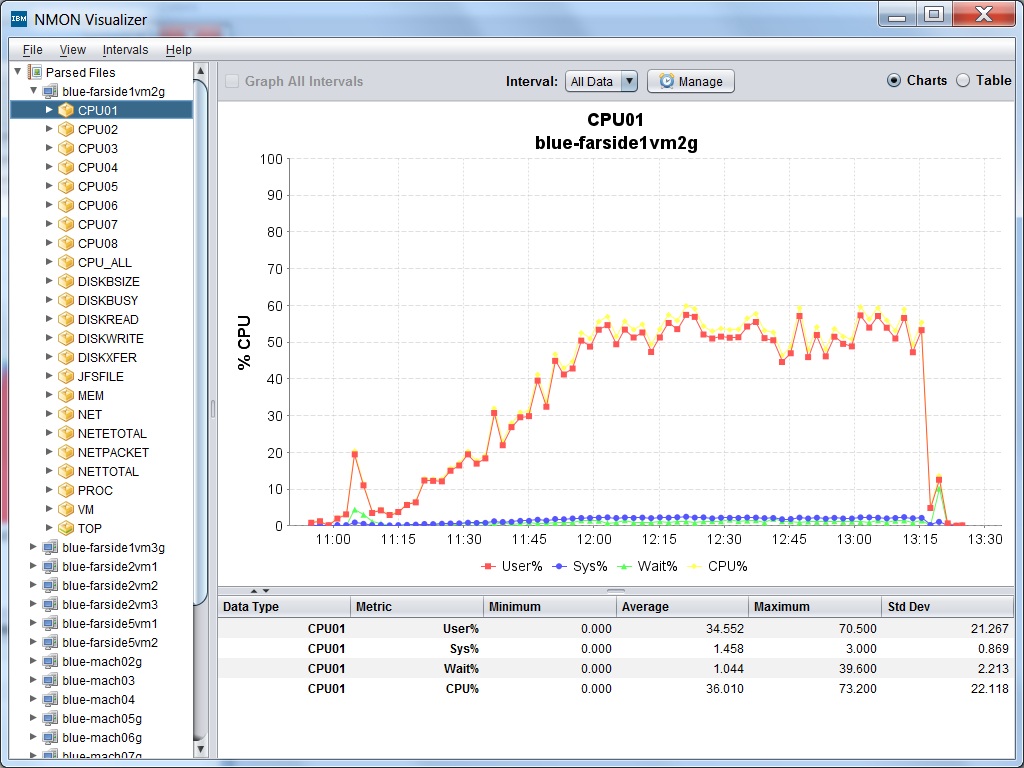 IBM NMON Visualizer
File View Intervals Help
Parsed Files
blue-farside1vm2g
CPU01
CPU02
CPU03
CPU04
CPU05
CPU06
CPU07
CPU08
CPU_ALL
DISKBSIZE
DISKBUSY
DISKREAD
DISKWRITE
DISKXFER
JFSFILE
MEM
NET
NETETOTAL
NETPACKET
NETTOTAL
PROC
VM
TOP
blue-farside1vm3g
blue-farside2vm1
blue-farside2vm2
blue-farside2vm3
blue-farside5vm1
blue-farside5vm2
blue-mach02g
blue-mach03
blue-mach04
blue-mach05g
blue-mach06g
blue-mach07g
Graph All Intervals Interval: All Data Manage Charts Table
CPU01
blue-farside1vm2g
% CPU
100
90
80
70
60
50
40
30
20
10
0
11:00 11:15 11:30 11:45 12:00 12:15 12:30 12:45 13:00 13:15 13:30
User% Sys% Wait% CPU%
Data Type Metric Minimum Average Maximum Std Dev
CPU01 User% 0.000 34.552 70.500 21.267
CPU01 Sys% 0.000 1.458 3.000 0.869
CPU01 Wait% 0.000 1.044 39.600 2.213
CPU01 CPU% 0.000 36.010 73.200 22.118